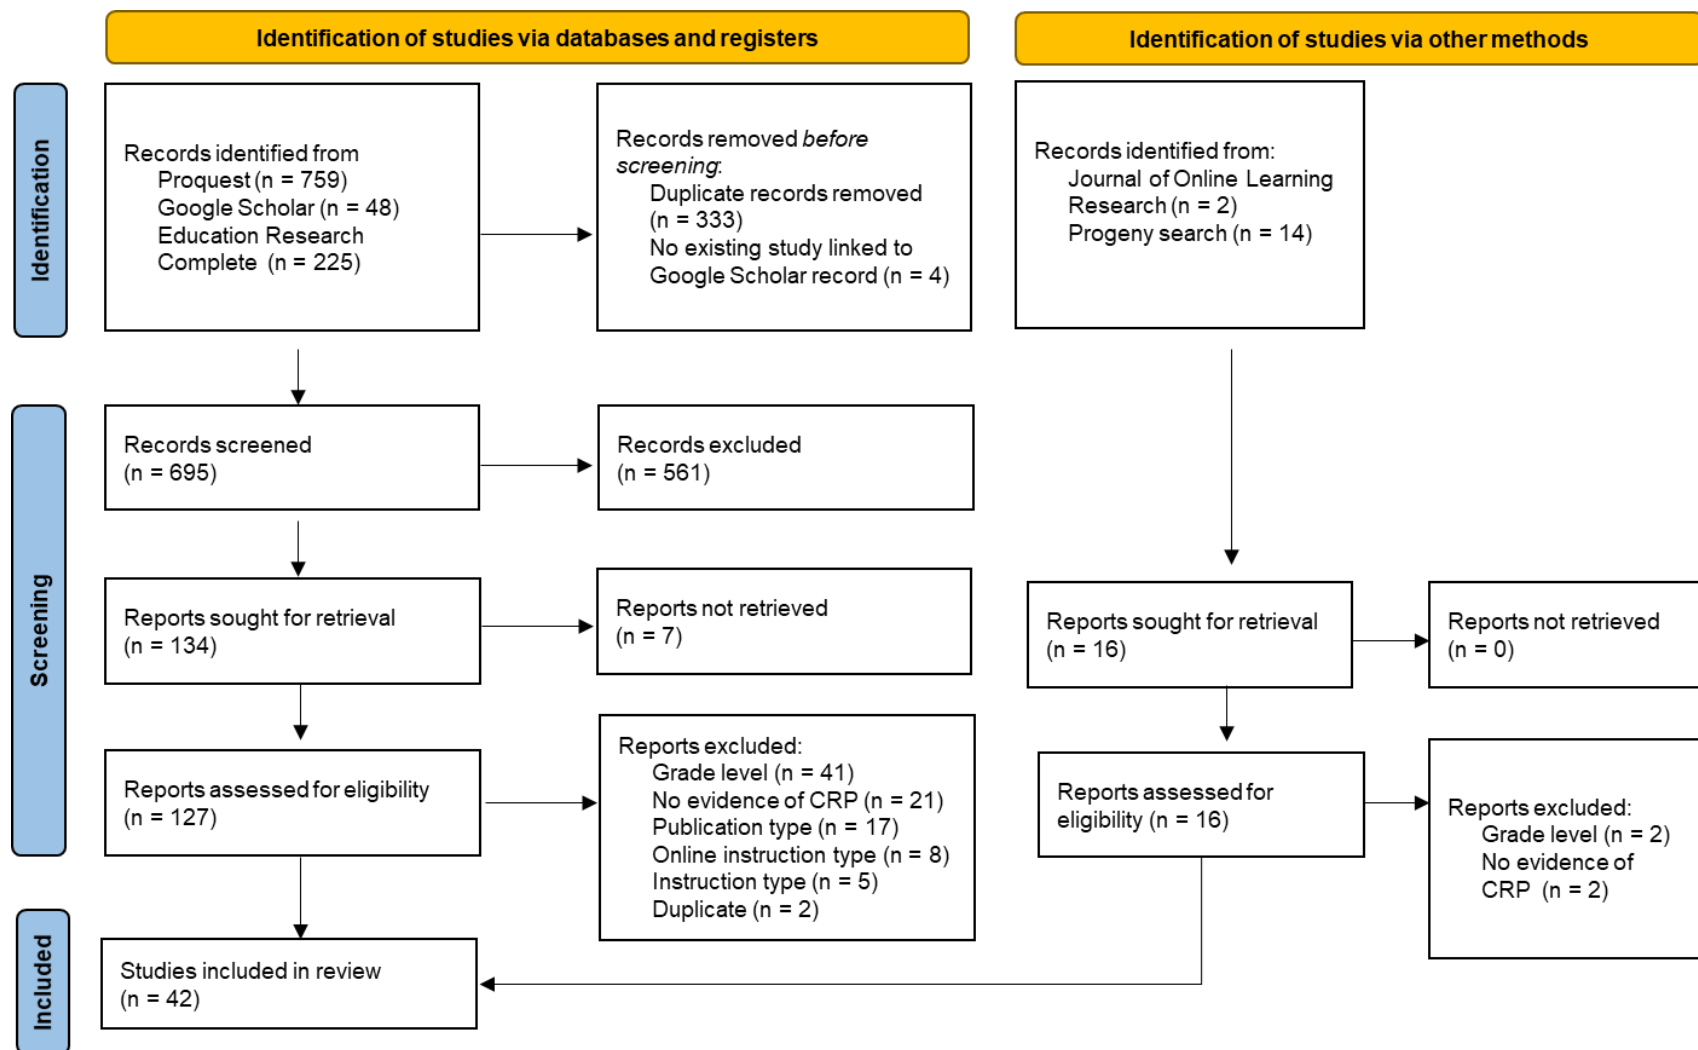 Identification of studies via databases and registers
Identification of studies via other methods
Identification
Records identified from
Proquest (n = 759)
Google Scholar (n = 48)
Education Research
Complete (n = 225)
Records removed before
screening:
Duplicate records removed
(n = 333)
No existing study linked to
Google Scholar record (n = 4)
Records identified from:
Journal of Online Learning
Research (n = 2)
Progeny search (n = 14)
Screening
Records screened
(n = 695)
Records excluded
(n = 561)
Reports sought for retrieval
(n = 134)
Reports not retrieved
(n = 7)
Reports sought for retrieval
(n = 16)
Reports not retrieved
(n = 0)
Reports assessed for eligibility
(n = 127)
Reports excluded:
Grade level (n = 41)
No evidence of CRP (n = 21)
Publication type (n = 17)
Online instruction type (n = 8)
Instruction type (n = 5)
Duplicate (n = 2)
Reports assessed for
eligibility (n = 16)
Reports excluded:
Grade level (n = 2)
No evidence of
CRP (n = 2)
Included
Studies included in review
(n = 42)